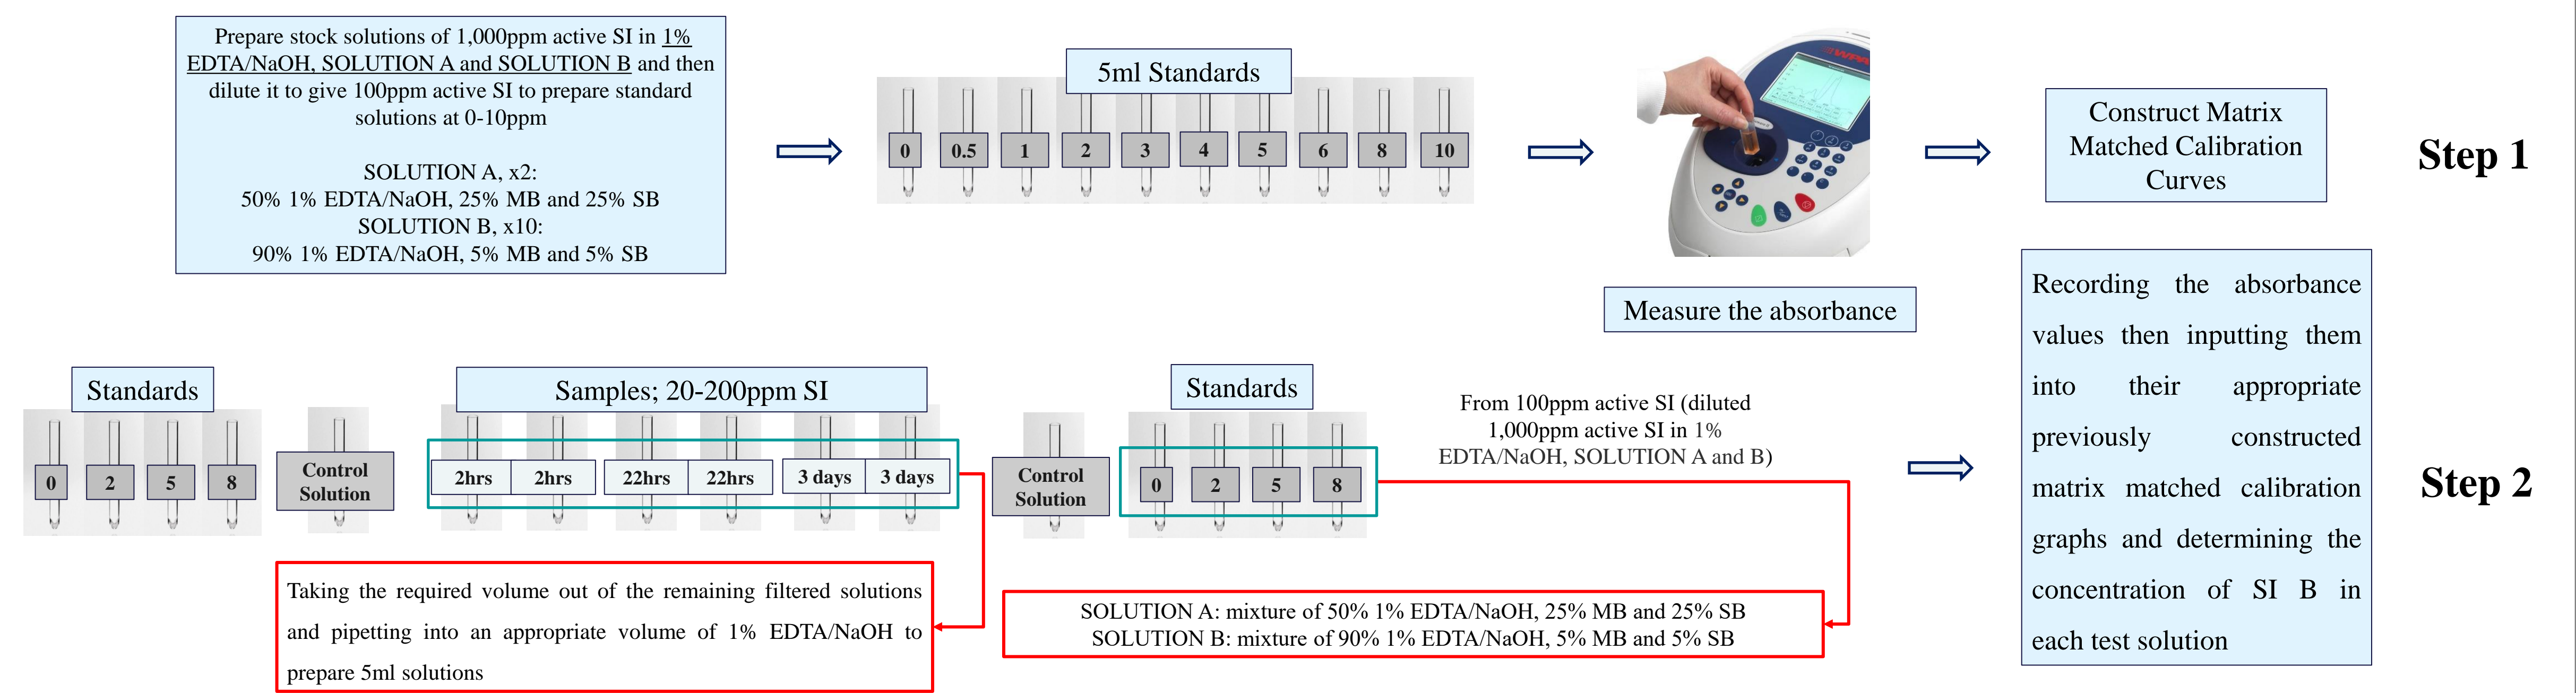 Prepare stock solutions of 1,000ppm active SI in 1%
EDTA/NaOH, SOLUTION A and SOLUTION B and then
dilute it to give 100ppm active SI to prepare standard
solutions at 0-10ppm
SOLUTION A, x2:
50% 1% EDTA/NaOH, 25% MB and 25% SB
SOLUTION B, x10:
90% 1% EDTA/NaOH, 5% MB and 5% SB
5ml Standards
0 0.5 1 2 3 4 5 6 8 10
WPA
Measure the absorbance
Construct Matrix
Matched Calibration
Curves
Step 1
Standards
0 2 5 8
Control
Solution
Samples; 20-200ppm SI
2hrs 2hrs 22hrs 22hrs 3 days 3 days
Control
Solution
Standards
0 2 5 8
From 100ppm active SI (diluted
1,000ppm active SI in 1%
EDTA/NaOH, SOLUTION A and B)
Taking the required volume out of the remaining filtered solutions
and pipetting into an appropriate volume of 1% EDTA/NaOH to
prepare 5ml solutions
SOLUTION A: mixture of 50% 1% EDTA/NaOH, 25% MB and 25% SB
SOLUTION B: mixture of 90% 1% EDTA/NaOH, 5% MB and 5% SB
Recording the absorbance
values then inputting them
into their appropriate
previously constructed
matrix matched calibration
graphs and determining the
concentration of SI B in
each test solution
Step 2